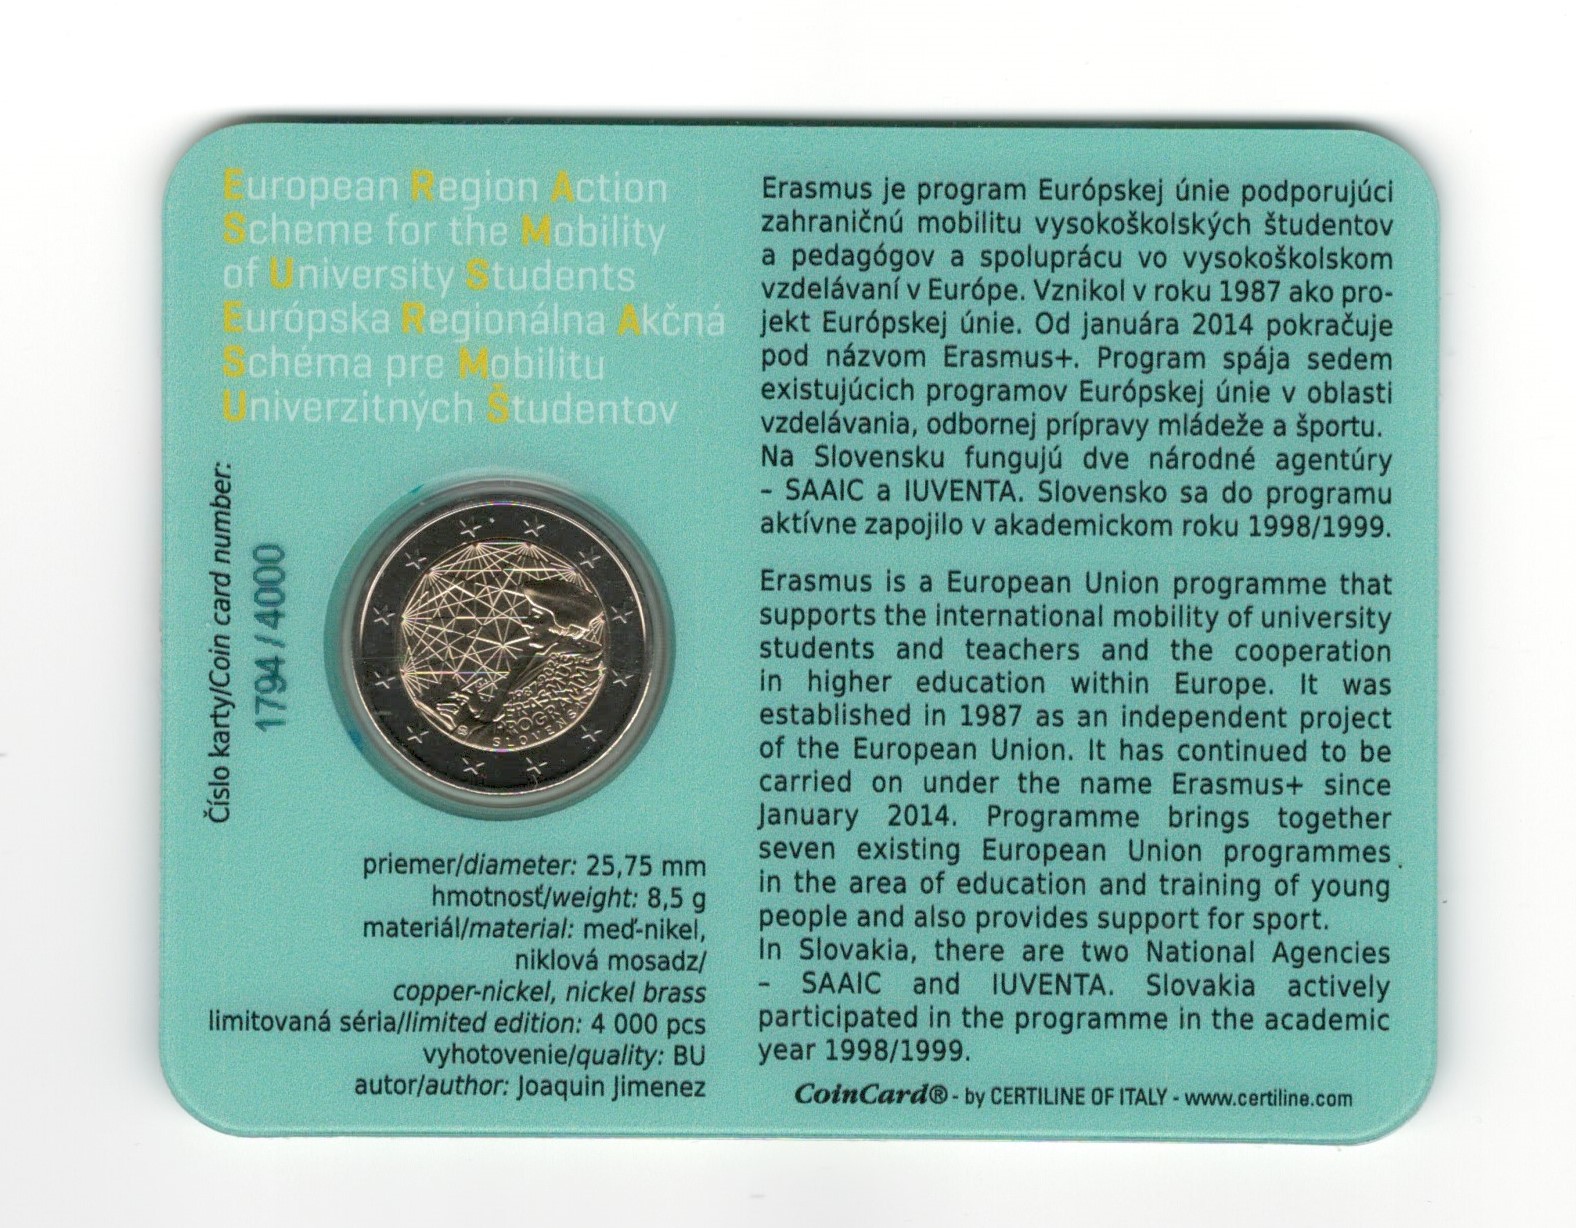 European Region Action
Scheme for the Mobility
of University Students
Európska Regionálna Akčná
Schéma pre Mobilitu
Univerzitných Študentov
Číslo karty/Coin card number:
1794/4000
PROGRAMME
SLOVENSKO
priemer/diameter: 25,75 mm
hmotnosť/weight: 8,5 g
materiál/material: meď-nikel,
niklová mosadz/
copper-nickel, nickel brass
limitovaná séria/limited edition: 4 000 pcs
vyhotovenie/quality: BU
autor/author: Joaquin Jimenez
Erasmus je program Európskej únie podporujúci
zahraničnú mobilitu vysokoškolských študentov
a pedagógov a spoluprácu vo vysokoškolskom
vzdelávaní v Európe. Vznikol v roku 1987 ako pro-
jekt Európskej únie. Od januára 2014 pokračuje
pod názvom Erasmus+. Program spája sedem
existujúcich programov Európskej únie v oblasti
vzdelávania, odbornej prípravy mládeže a športu.
Na Slovensku fungujú dve národné agentúry
– SAAIC a IUVENTA. Slovensko sa do programu
aktívne zapojilo v akademickom roku 1998/1999.
Erasmus is a European Union programme that
supports the international mobility of university
students and teachers and the cooperation
in higher education within Europe. It was
established in 1987 as an independent project
of the European Union. It has continued to be
carried on under the name Erasmus+ since
January 2014. Programme brings together
seven existing European Union programmes
in the area of education and training of young
people and also provides support for sport.
In Slovakia, there are two National Agencies
– SAAIC and IUVENTA. Slovakia actively
participated in the programme in the academic
year 1998/1999.
CoinCard® - by CERTILINE OF ITALY - www.certiline.com